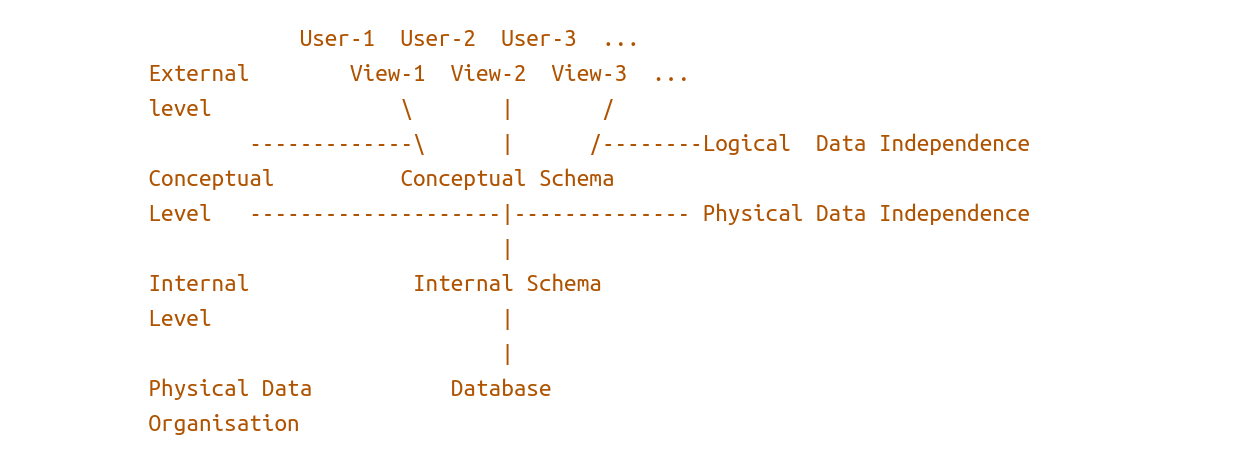 User-1 User-2 User-3 ...
External View-1 View-2 View-3 ...
level \ | /
-------------\ | /--------Logical Data Independence
Conceptual Conceptual Schema
Level --------------------|-------------- Physical Data Independence
|
Internal Internal Schema
Level |
|
Physical Data Database
Organisation